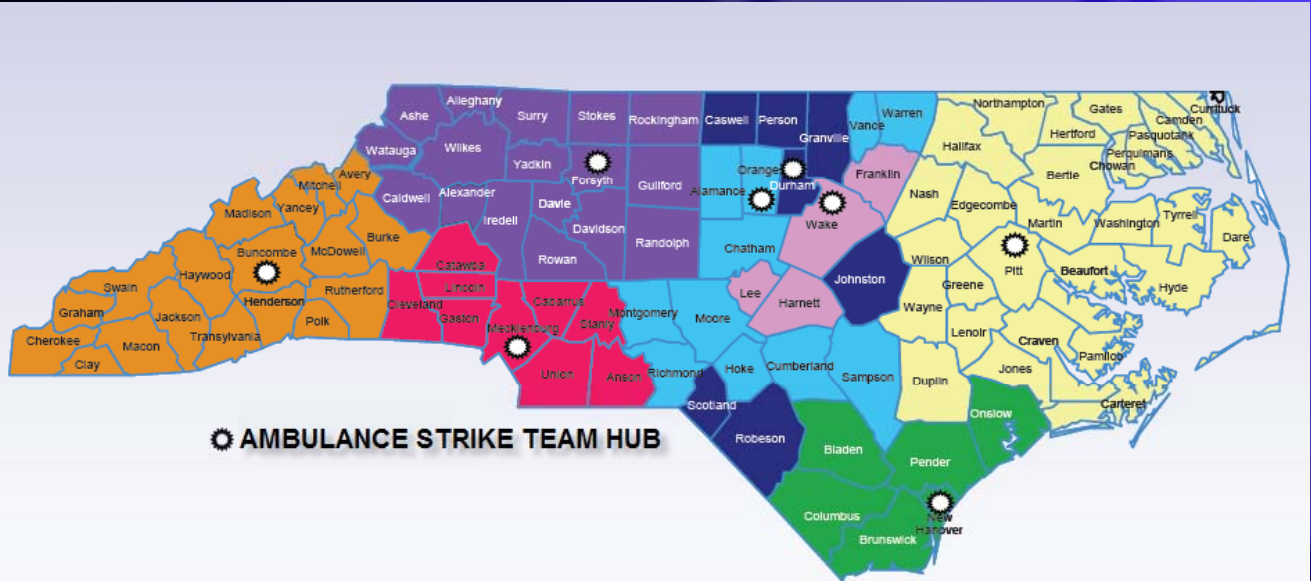 R
Alleghany
Northampton
Gates
Currituck
Ashe
Surry
Stokes
Rockingham
Caswell
Person
Granville
Vance
Warren
Camden
Hertford
Pasquotank
Watauga
Wilkes
Halifax
Perquimans
Chowan
Yadkin
Forsyth
Orange
Durham
Franklin
Bertie
Avery
Mitchell
Guilford
Alamance
Caldwell
Alexander
Davie
Nash
Edgecombe
Yancey
Madison
Iredell
Davidson
Wake
Martin
Washington
Tyrrell
Dare
Burke
Randolph
Chatham
Buncombe
McDowell
Rowan
Wilson
Pitt
Beaufort
Haywood
Catawba
Johnston
Greene
Hyde
Swain
Rutherford
Lincoln
Lee
Harnett
Henderson
Cleveland
Cabarrus
Wayne
Graham
Jackson
Gaston
Stanly
Montgomery
Moore
Polk
Mecklenburg
Lenoir
Craven
Cherokee
Macon
Transylvania
Pamlico
Clay
Union
Anson
Richmond
Hoke
Cumberland
Sampson
Duplin
Jones
Carteret
Scotland
Onslow
AMBULANCE STRIKE TEAM HUB
Robeson
Bladen
Pender
Columbus
New
Hanover
Brunswick